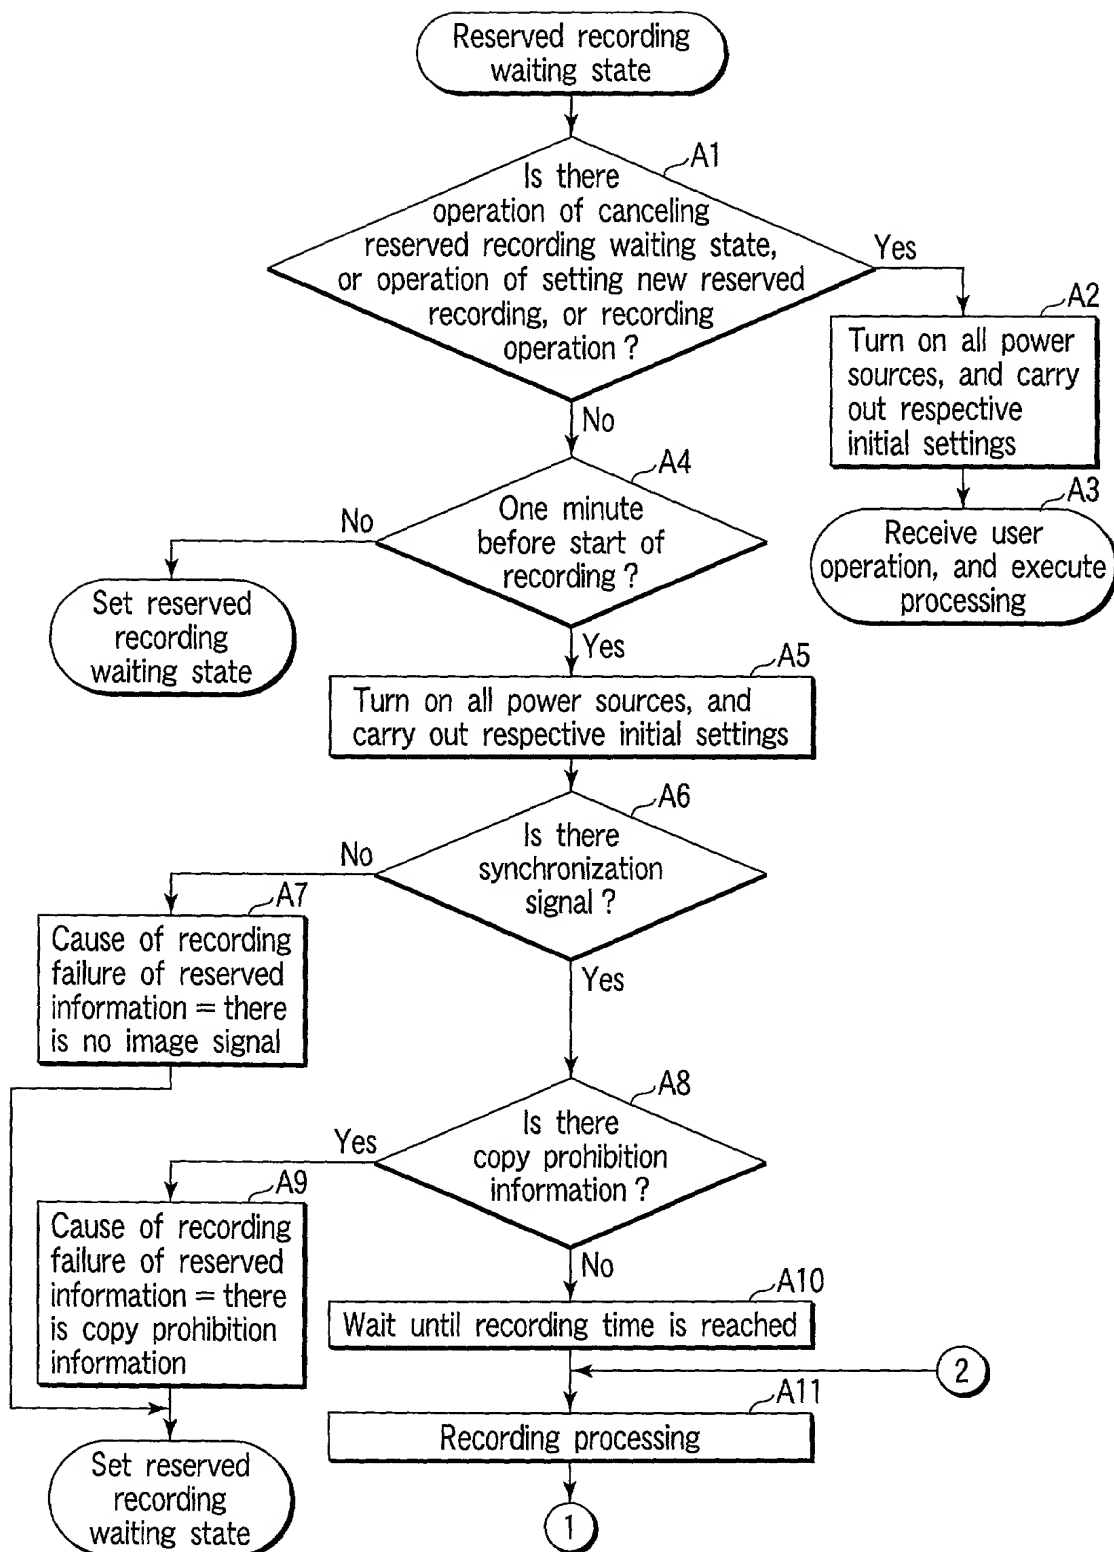 Reserved recording
waiting state
A1
Is there
operation of canceling
reserved recording waiting state,
or operation of setting new reserved
recording, or recording
operation ?
Yes
A2
Turn on all power
sources, and carry
out respective
initial settings
No
A4
One minute
before start of
recording ?
A3
Receive user
operation, and execute
processing
No
Set reserved
recording
waiting state
Yes
A5
Turn on all power sources, and
carry out respective initial settings
A6
Is there
synchronization
signal ?
No
A7
Cause of recording
failure of reserved
information = there
is no image signal
Yes
A8
Is there
copy prohibition
information ?
Yes
A9
Cause of recording
failure of reserved
information = there
is copy prohibition
information
No
A10
Wait until recording time is reached
2
A11
Recording processing
Set reserved
recording
waiting state
1